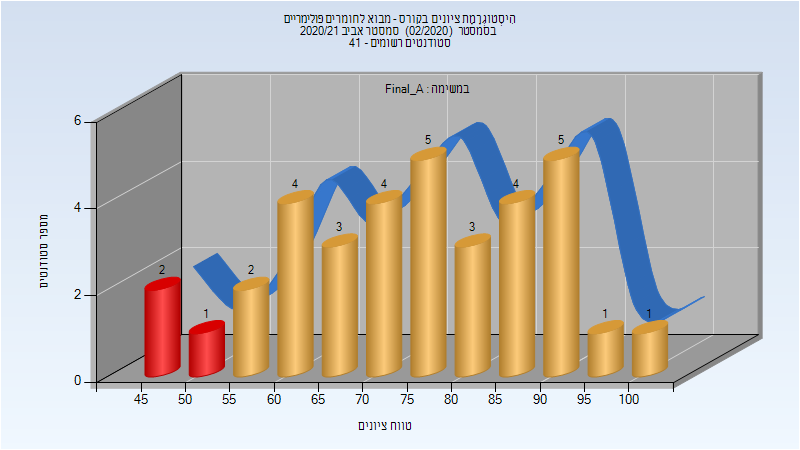 היסטוגרמת ציונים בקורס - מבוא לחומרים פולימריים
בסמסטר (02/2020) סמסטר אביב 2020/21
סטודנטים רשומים - 41
במשימה : Final_A
מספר סטודנטים
6
4
2
0
2
1
2
4
3
4
5
3
4
5
1
1
45 50 55 60 65 70 75 80 85 90 95 100
טווח ציונים